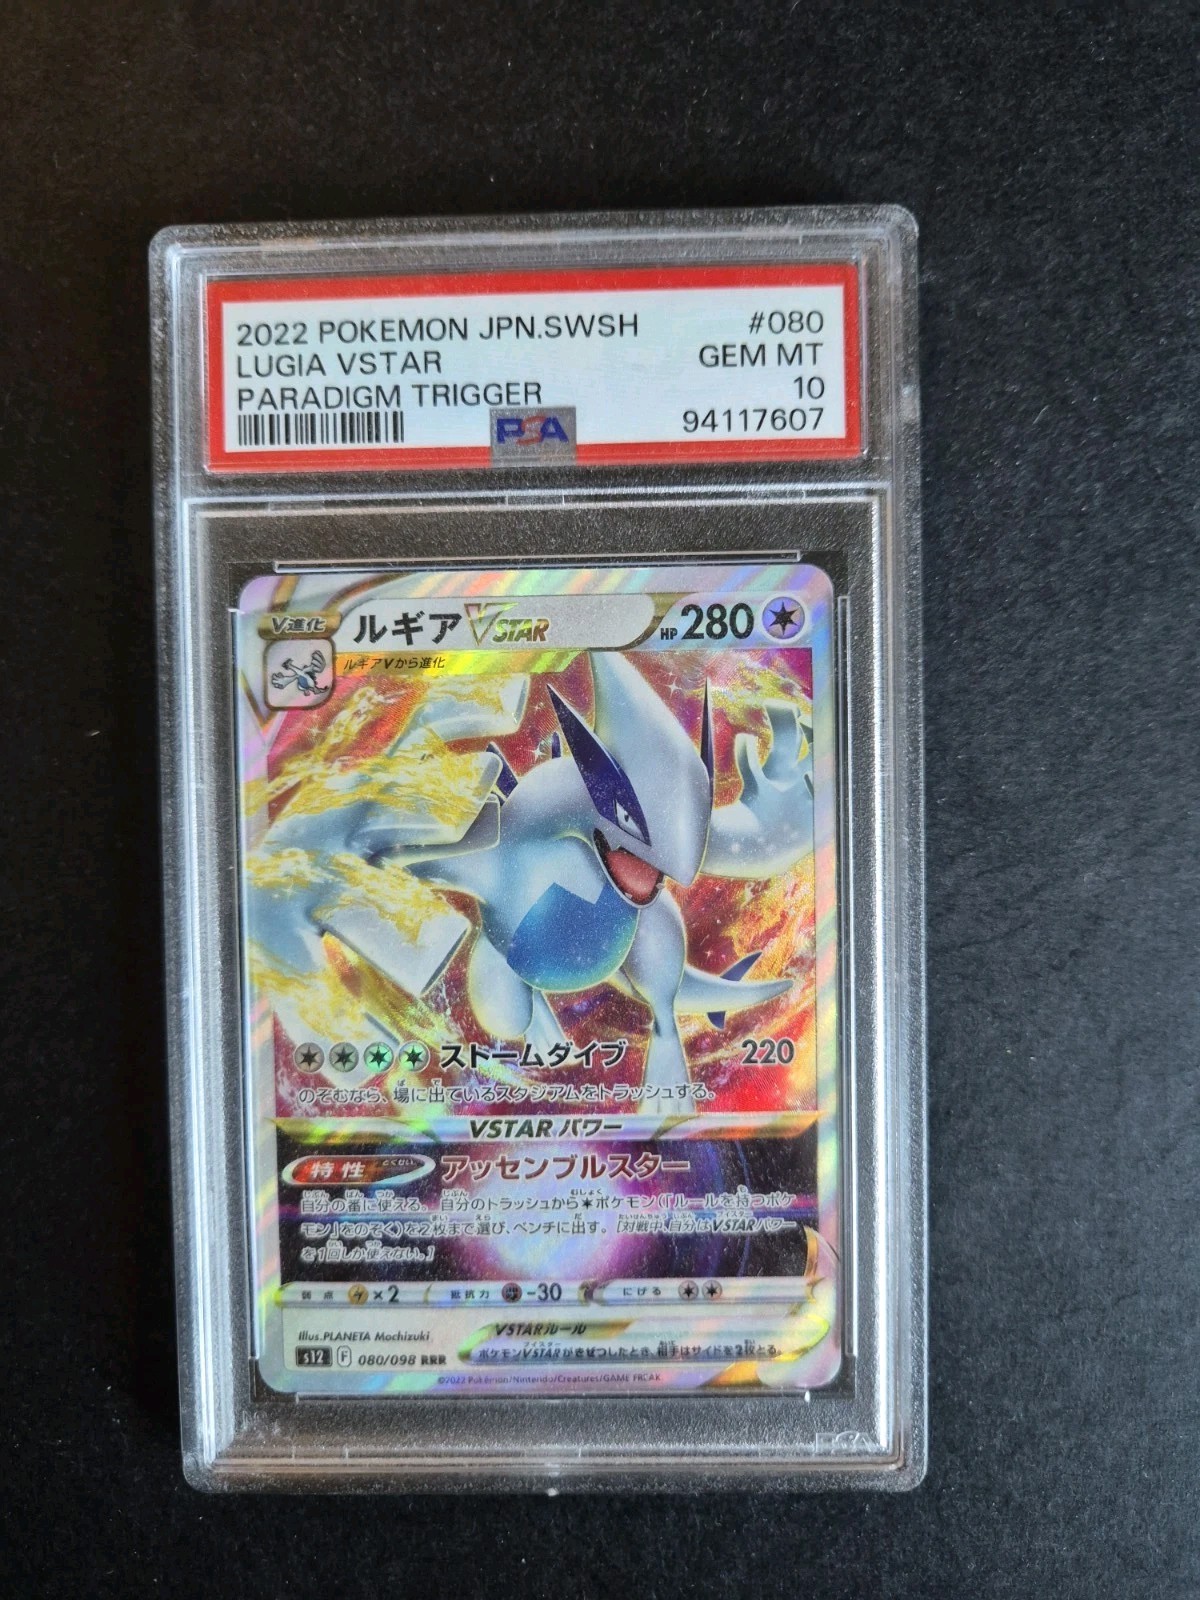 2022 POKEMON JPN.SWSH #080
LUGIA VSTAR GEM MT
PARADIGM TRIGGER 10
PSA 94117607
V進化 ルギア VSTAR HP 280
ルギアVから進化
ストームダイブ 220
のぞむなら、場に出ているスタジアムをトラッシュする。
VSTARパワー
特性 アッセンブルスター
自分の番に使える。自分のトラッシュからポケモン(「ルールを持つポケ
モン」をのぞく)を2枚まで選び、ベンチに出す。[対戦中、自分はVSTARパワー
を1回しか使えない。]
弱点 ×2 抵抗力 -30 にげる
Illus. PLANETA Mochizuki VSTARルール
s12 F 080/098 RRR ポケモンVSTARがきぜつしたとき、相手はサイドを2枚とる。
©2022 Pokémon/Nintendo/Creatures/GAME FREAK
PSA